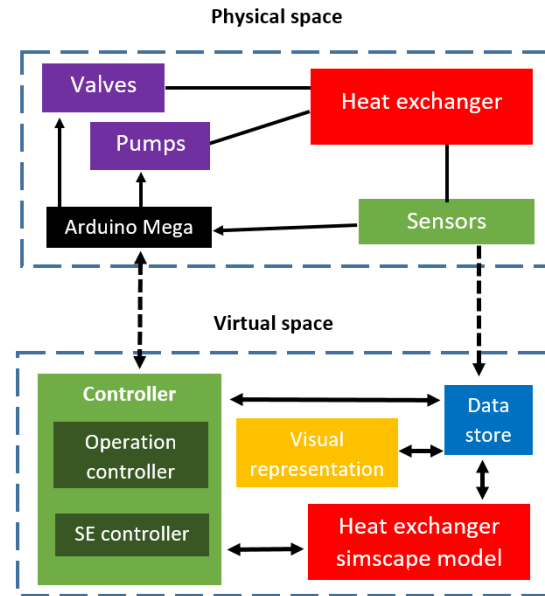 Physical space
Valves
Heat exchanger
Pumps
Arduino Mega
Sensors
Virtual space
Controller
Operation
controller
SE controller
Visual
representation
Data
store
Heat exchanger
simscape model